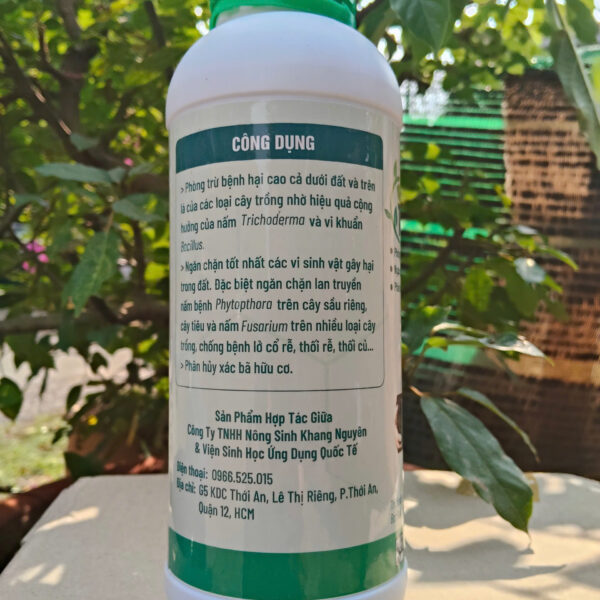 CÔNG DỤNG
> Phòng trừ bệnh hại cao cả dưới đất và trên
lá của các loại cây trồng nhờ hiệu quả cộng
hưởng của nấm Trichoderma và vi khuẩn
Bacillus.
> Ngăn chặn tốt nhất các vi sinh vật gây hại
trong đất. Đặc biệt ngăn chặn lan truyền
nấm bệnh Phytopthora trên cây sầu riêng,
cây tiêu và nấm Fusarium trên nhiều loại cây
trồng, chống bệnh lở cổ rễ, thối rễ, thối củ...
> Phân hủy xác bã hữu cơ.
Sản Phẩm Hợp Tác Giữa
Công Ty TNHH Nông Sinh Khang Nguyên
& Viện Sinh Học Ứng Dụng Quốc Tế
Điện thoại: 0966.525.015
Địa chỉ: G5 KDC Thới An, Lê Thị Riêng, P.Thới An,
Quận 12, HCM